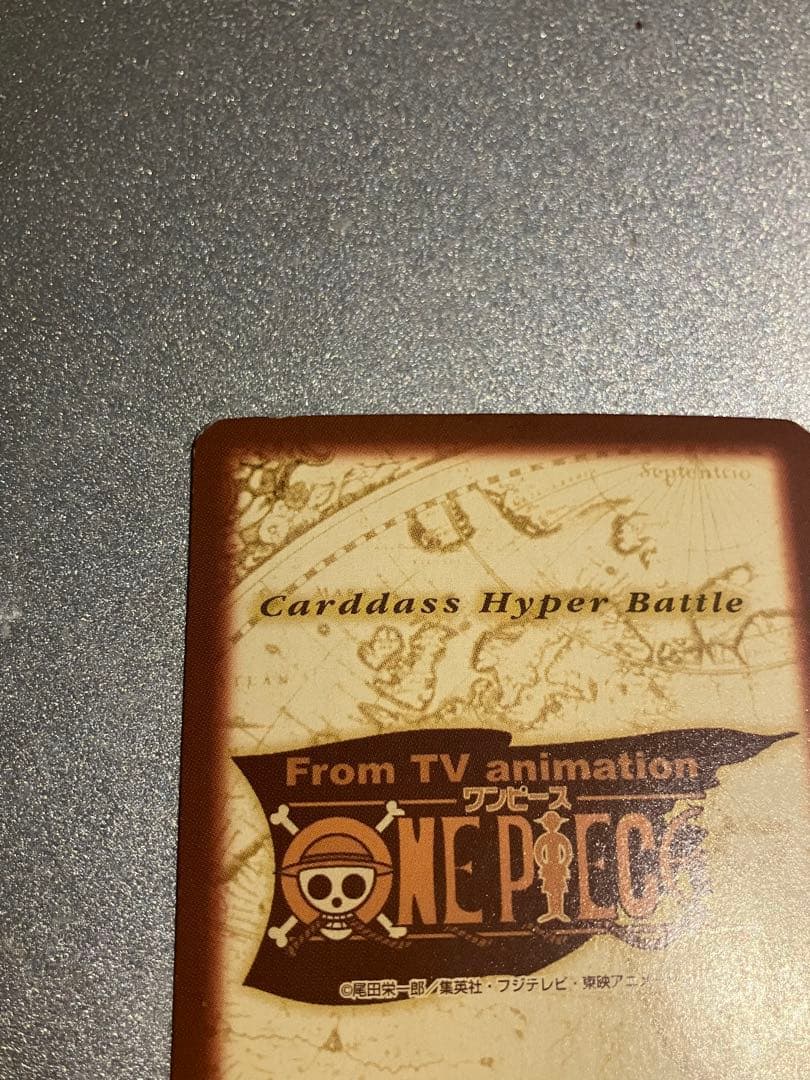 Septentrio
Carddass Hyper Battle
From TV animation
ワンピース
ONE PIECE
©尾田栄一郎／集英社・フジテレビ・東映アニメ